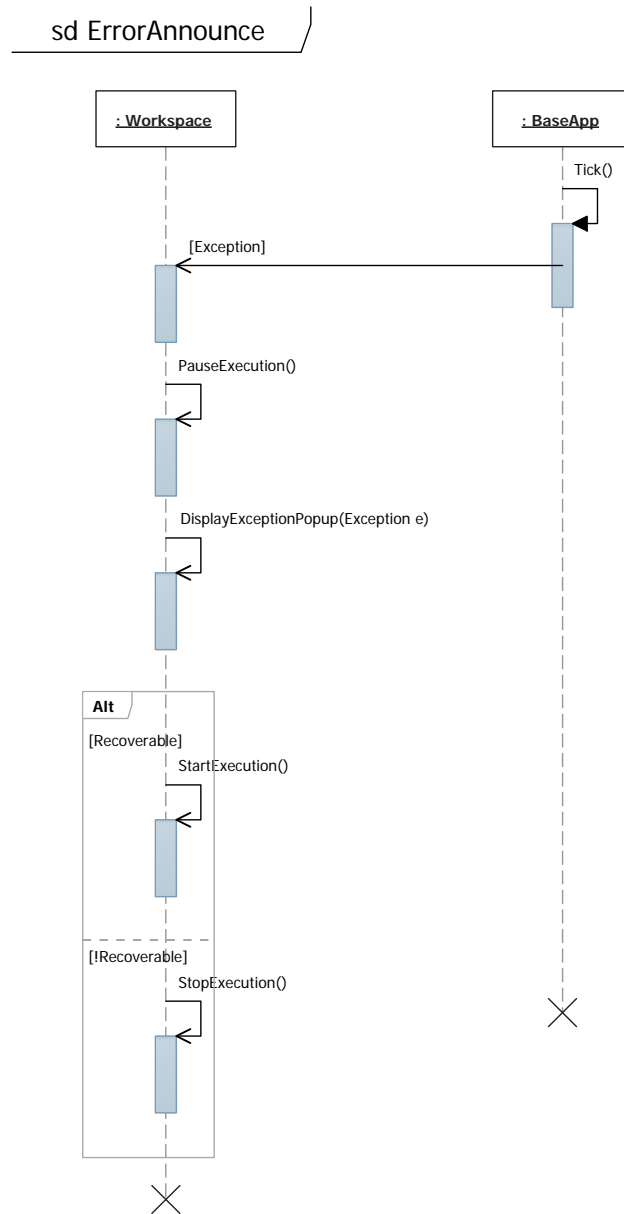 sd ErrorAnnounce
: Workspace
: BaseApp
Tick()
[Exception]
PauseExecution()
DisplayExceptionPopup(Exception e)
Alt
[Recoverable]
StartExecution()
[!Recoverable]
StopExecution()